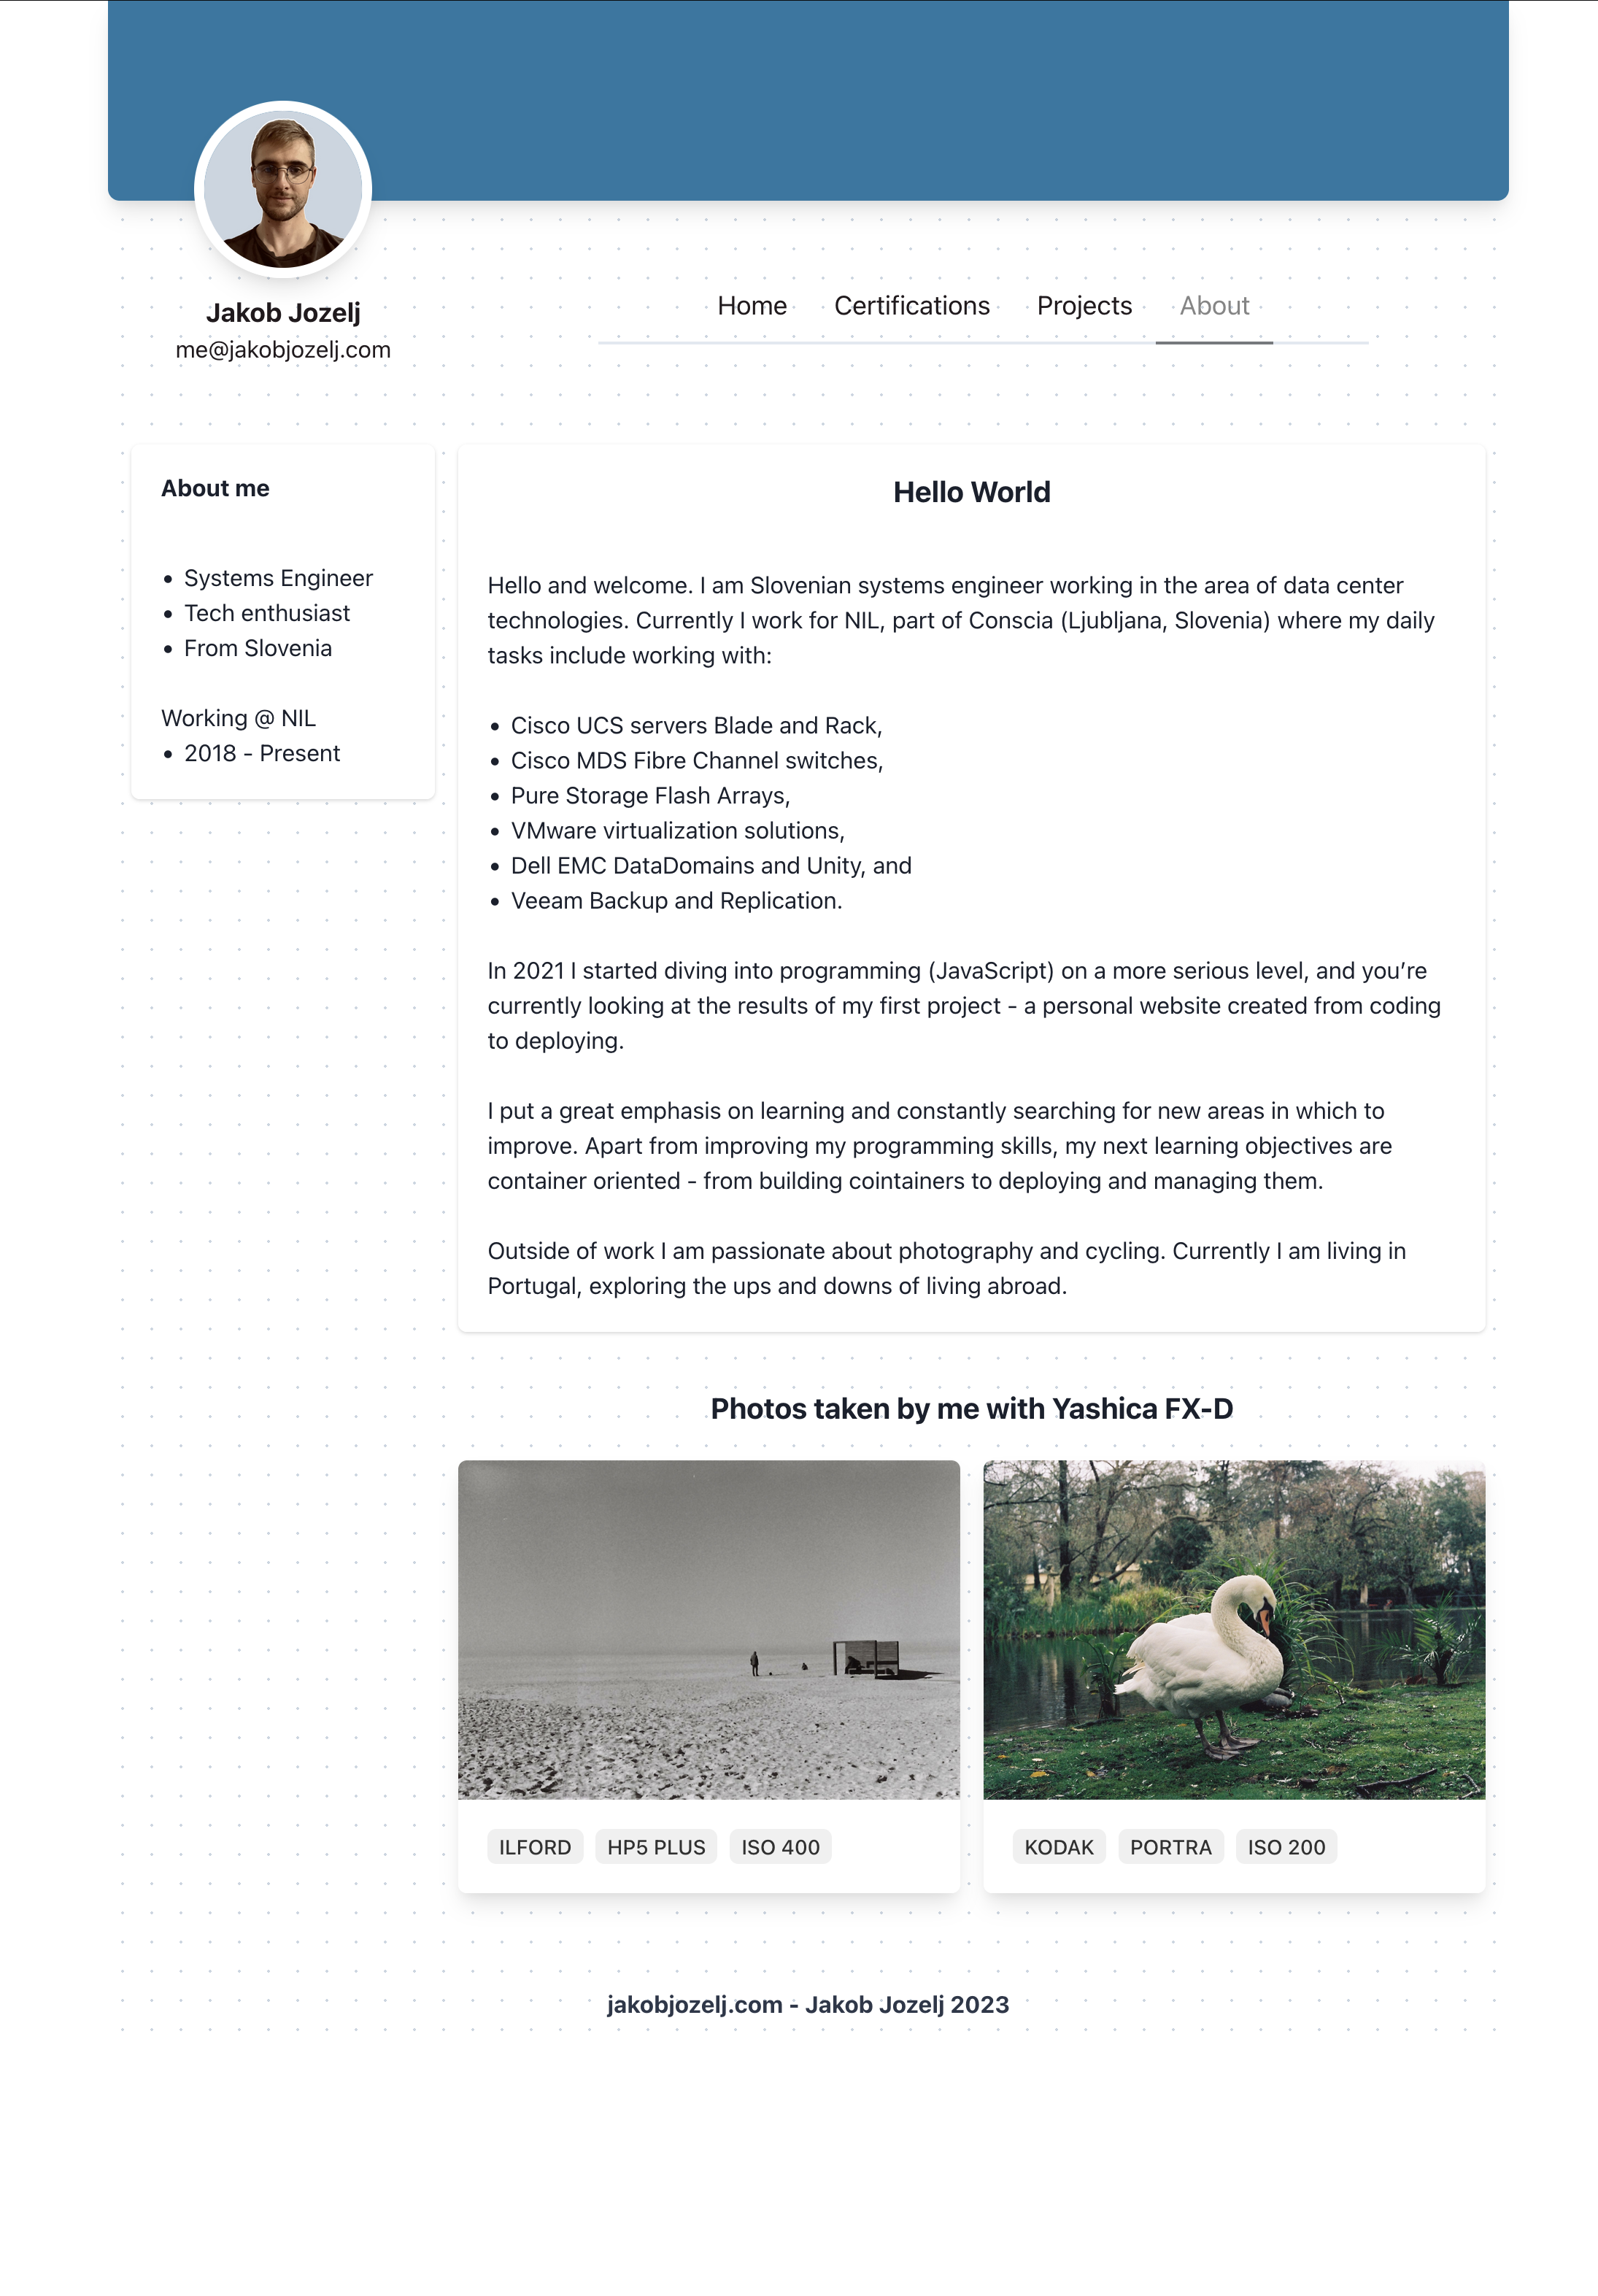 Jakob Jozelj
me@jakobjozelj.com
Home Certifications Projects About
About me
• Systems Engineer
• Tech enthusiast
• From Slovenia
Working @ NIL
• 2018 - Present
Hello World
Hello and welcome. I am Slovenian systems engineer working in the area of data center
technologies. Currently I work for NIL, part of Conscia (Ljubljana, Slovenia) where my daily
tasks include working with:
• Cisco UCS servers Blade and Rack,
• Cisco MDS Fibre Channel switches,
• Pure Storage Flash Arrays,
• VMware virtualization solutions,
• Dell EMC DataDomains and Unity, and
• Veeam Backup and Replication.
In 2021 I started diving into programming (JavaScript) on a more serious level, and you’re
currently looking at the results of my first project - a personal website created from coding
to deploying.
I put a great emphasis on learning and constantly searching for new areas in which to
improve. Apart from improving my programming skills, my next learning objectives are
container oriented - from building cointainers to deploying and managing them.
Outside of work I am passionate about photography and cycling. Currently I am living in
Portugal, exploring the ups and downs of living abroad.
Photos taken by me with Yashica FX-D
ILFORD HP5 PLUS ISO 400
KODAK PORTRA ISO 200
jakobjozelj.com - Jakob Jozelj 2023